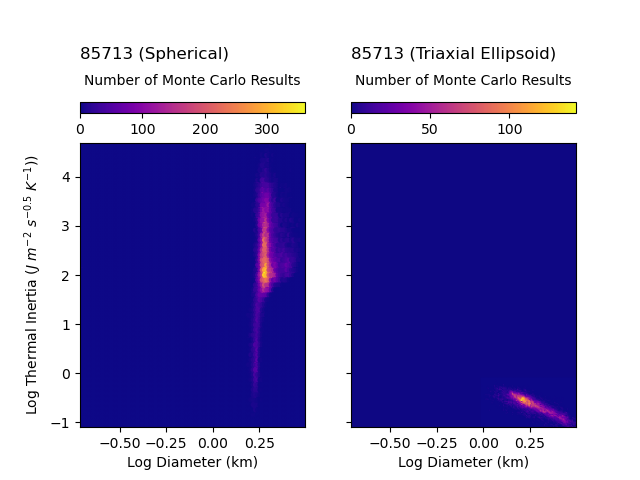 85713 (Spherical)
Number of Monte Carlo Results
0 100 200 300
85713 (Triaxial Ellipsoid)
Number of Monte Carlo Results
0 50 100
Log Thermal Inertia (J m⁻² s⁻⁰·⁵ K⁻¹))
4
3
2
1
0
−1
−0.50 −0.25 0.00 0.25
Log Diameter (km)
−0.50 −0.25 0.00 0.25
Log Diameter (km)